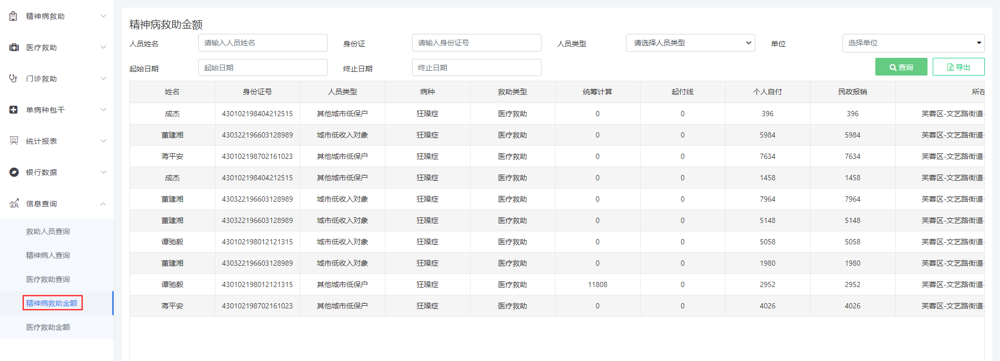 精神病救助
医疗救助
门诊救助
单病种包干
统计报表
银行数据
信息查询
救助人员查询
精神病人查询
医疗救助查询
精神病救助金额
医疗救助金额
精神病救助金额
人员姓名 请输入人员姓名 身份证 请输入身份证号 人员类型 请选择人员类型 单位 选择单位
起始日期 起始日期 终止日期 终止日期 查询 导出
姓名 身份证号 人员类型 病种 救助类型 统筹计算 起付线 个人自付 民政报销 所在
成杰 430102198404212515 其他城市低保户 狂躁症 医疗救助 0 0 396 396 芙蓉区-文艺路街道-
董建湘 430322196603128989 城市低收入对象 狂躁症 医疗救助 0 0 5984 5984 芙蓉区-文艺路街道-
蒋平安 430102198702161023 其他城市低保户 狂躁症 医疗救助 0 0 7634 7634 芙蓉区-文艺路街道-
成杰 430102198404212515 其他城市低保户 狂躁症 医疗救助 0 0 1458 1458 芙蓉区-文艺路街道-
董建湘 430322196603128989 城市低收入对象 狂躁症 医疗救助 0 0 7964 7964 芙蓉区-文艺路街道-
董建湘 430322196603128989 城市低收入对象 狂躁症 医疗救助 0 0 5148 5148 芙蓉区-文艺路街道-
谭驰毅 430102198012121315 城市低收入对象 狂躁症 医疗救助 0 0 5058 5058 芙蓉区-文艺路街道-
董建湘 430322196603128989 城市低收入对象 狂躁症 医疗救助 0 0 1980 1980 芙蓉区-文艺路街道-
谭驰毅 430102198012121315 其他城市低保户 狂躁症 医疗救助 11808 0 2952 2952 芙蓉区-文艺路街道-
蒋平安 430102198702161023 其他城市低保户 狂躁症 医疗救助 0 0 4026 4026 芙蓉区-文艺路街道-